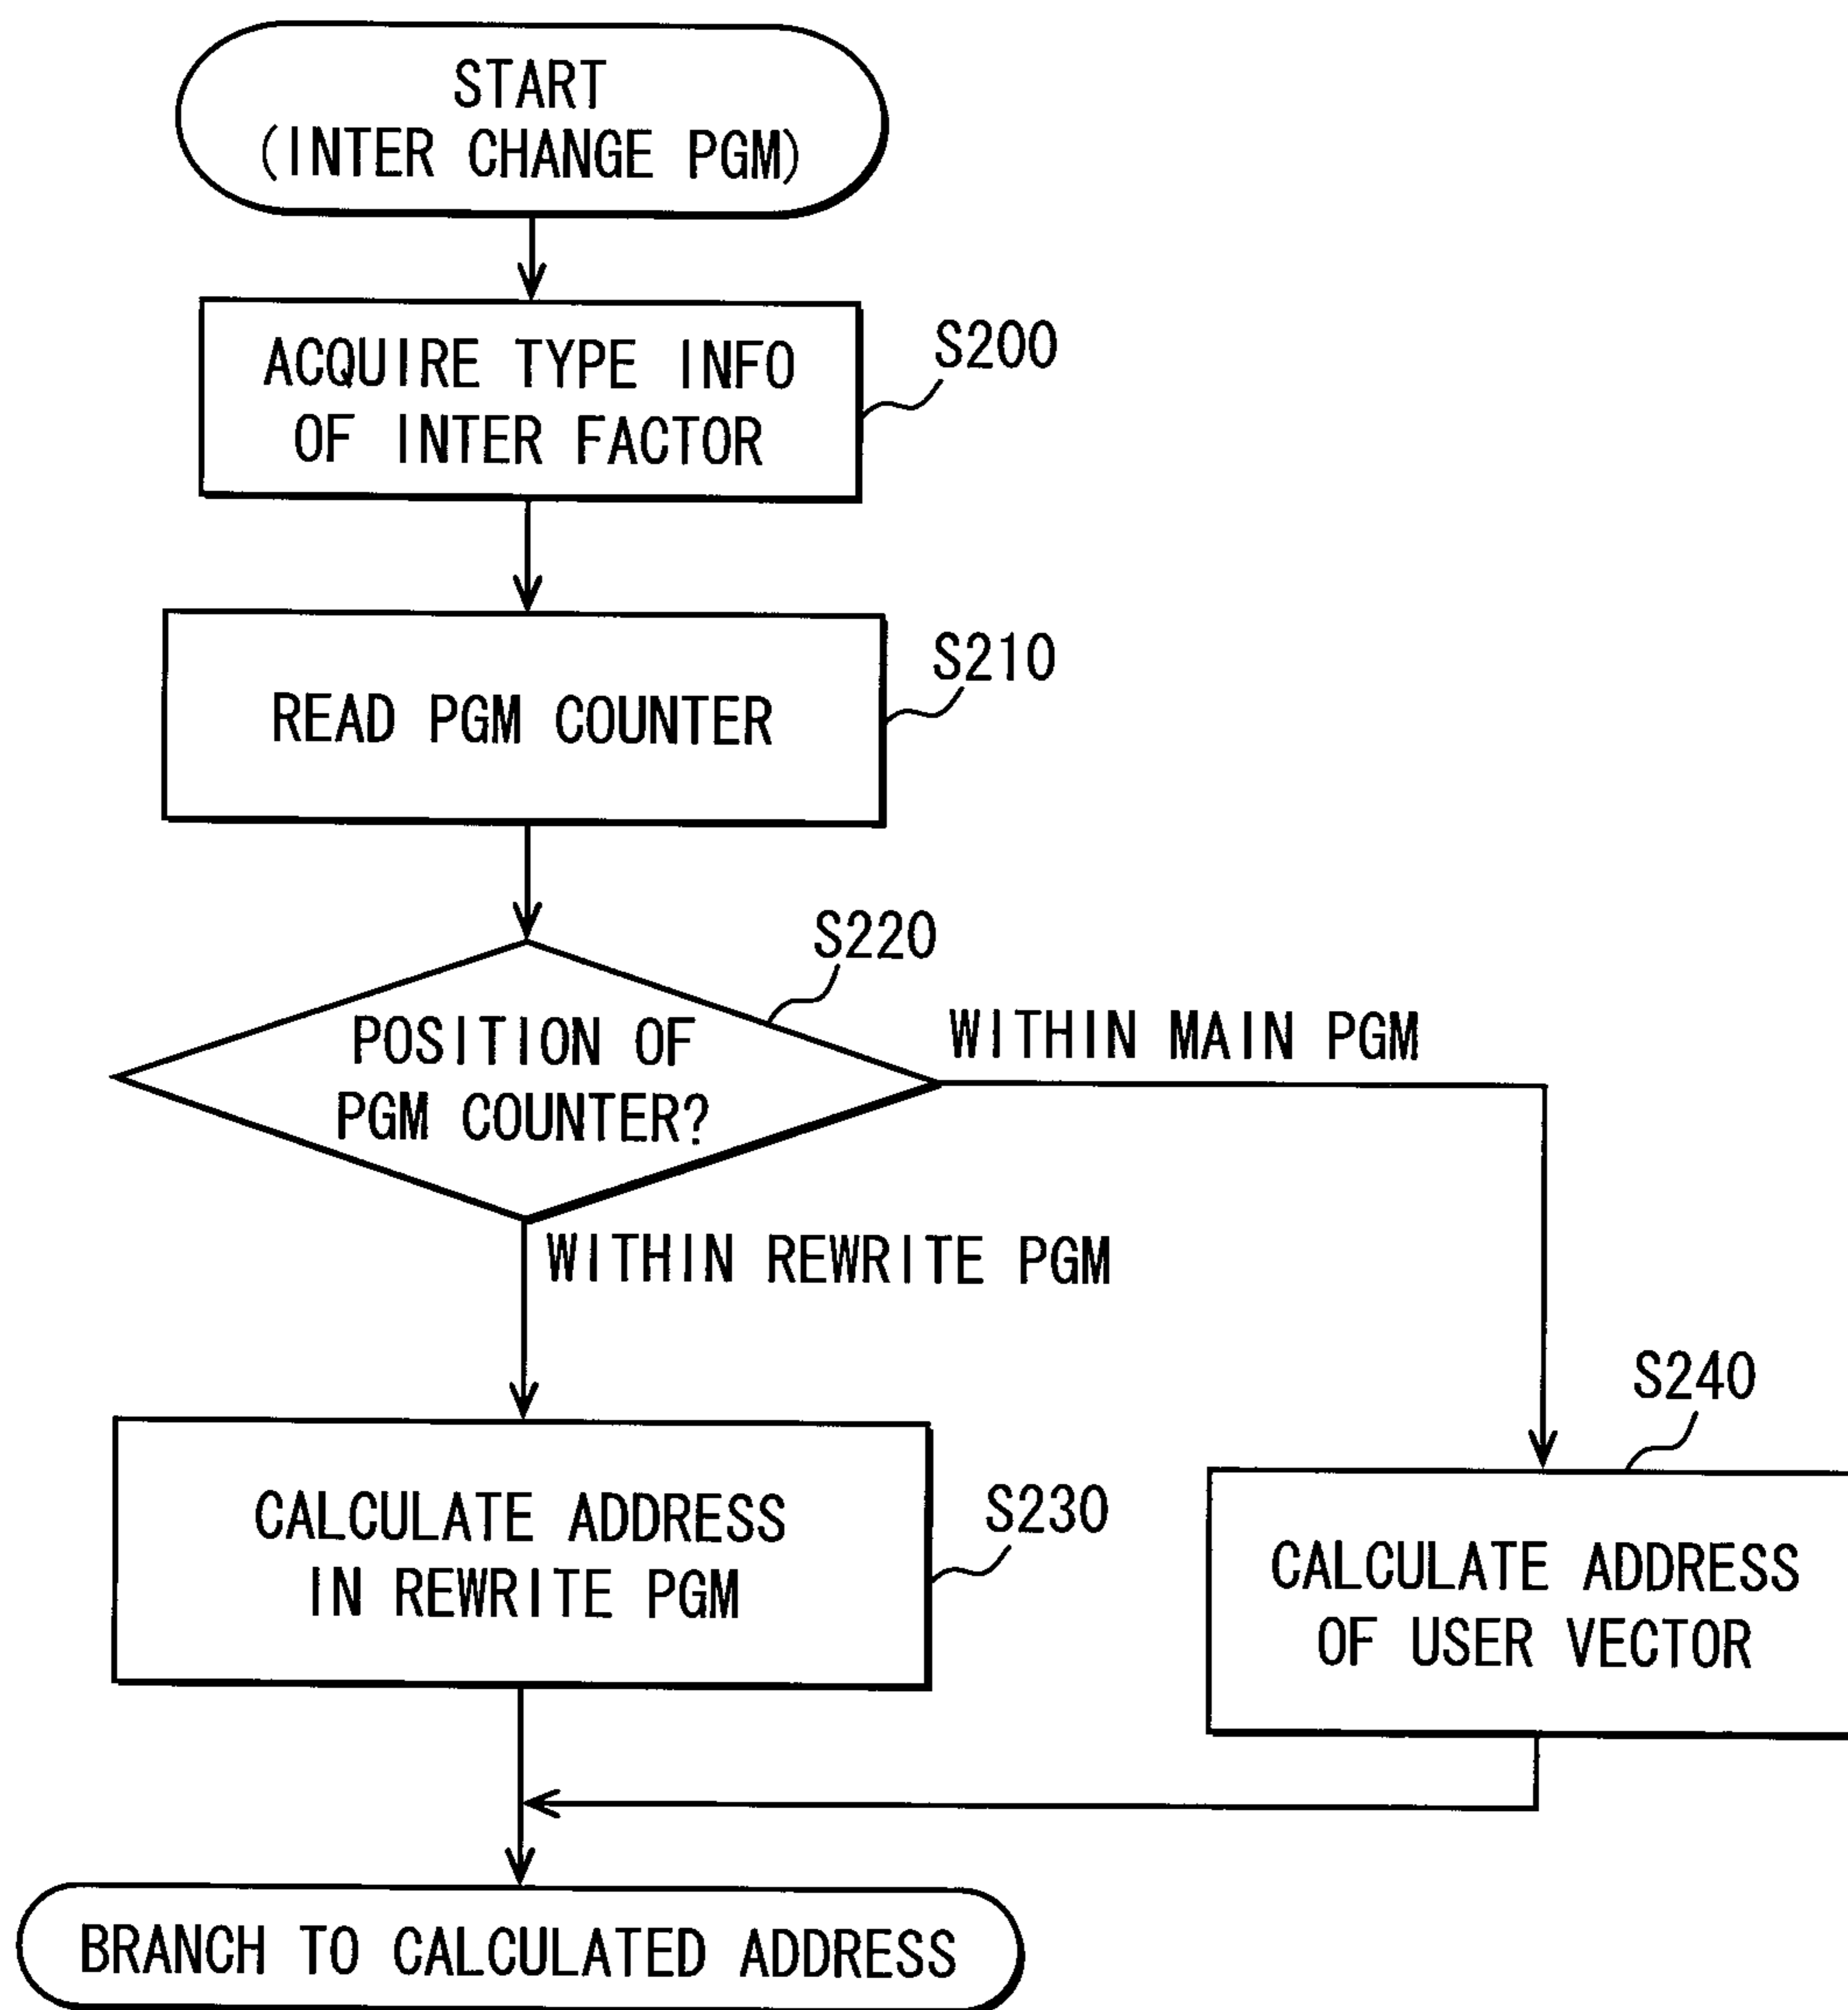 START
(INTER CHANGE PGM)
ACQUIRE TYPE INFO
OF INTER FACTOR
S200
READ PGM COUNTER
S210
POSITION OF
PGM COUNTER?
S220
WITHIN MAIN PGM
WITHIN REWRITE PGM
CALCULATE ADDRESS
IN REWRITE PGM
S230
S240
CALCULATE ADDRESS
OF USER VECTOR
BRANCH TO CALCULATED ADDRESS